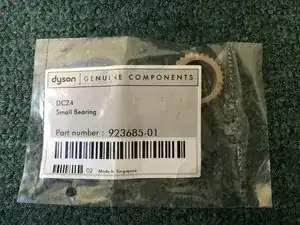 dyson GENUINE COMPONENTS
DC24
Small Bearing
Part number : 923685-01
02 Made in Singapore